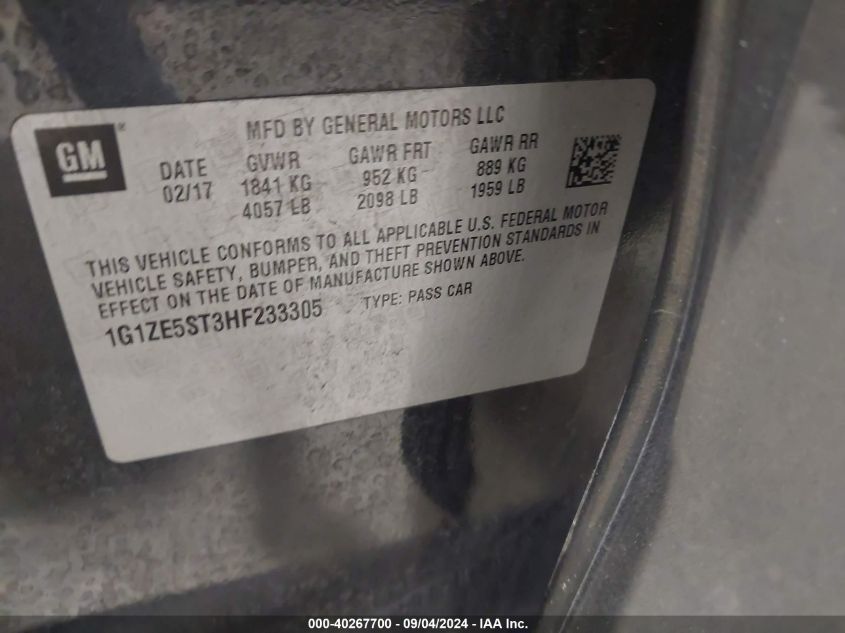 GM®
MFD BY GENERAL MOTORS LLC
DATE GVWR GAWR FRT GAWR RR
02/17 1841 KG 952 KG 889 KG
4057 LB 2098 LB 1959 LB
THIS VEHICLE CONFORMS TO ALL APPLICABLE U.S. FEDERAL MOTOR
VEHICLE SAFETY, BUMPER, AND THEFT PREVENTION STANDARDS IN
EFFECT ON THE DATE OF MANUFACTURE SHOWN ABOVE.
1G1ZE5ST3HF233305 TYPE: PASS CAR
000-40267700 - 09/04/2024 - IAA Inc.